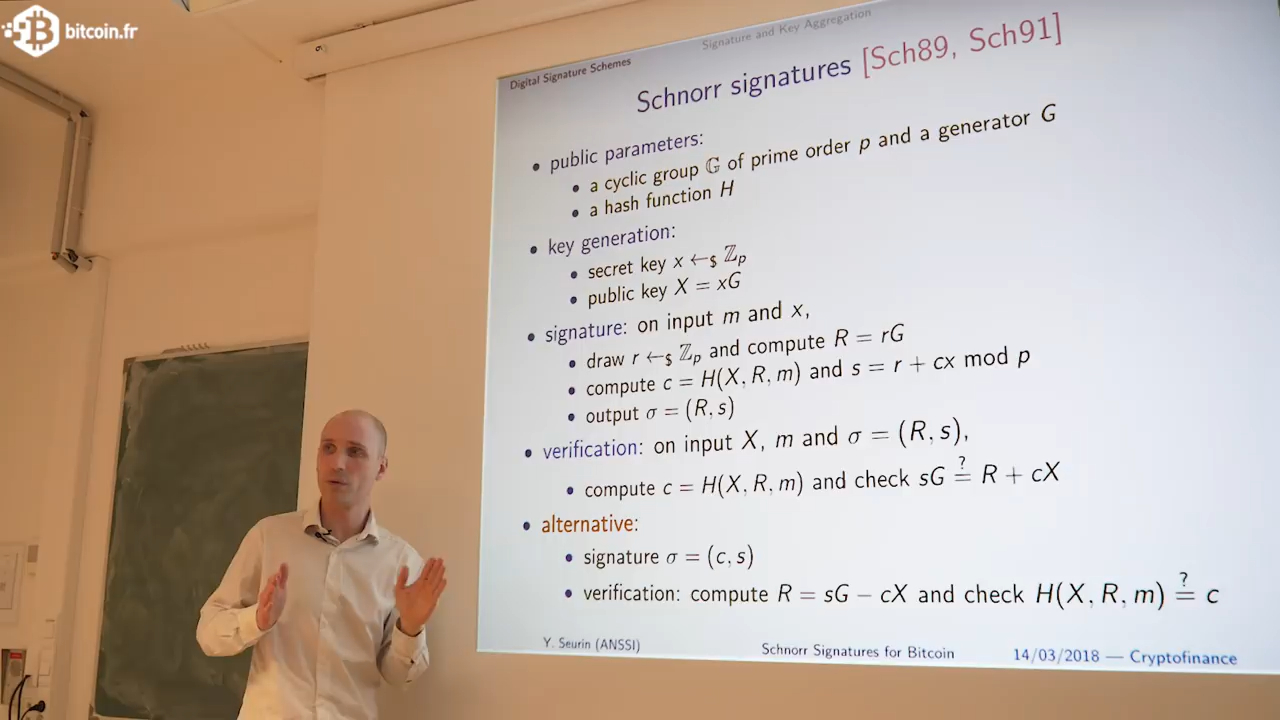 bitcoin.fr
Digital Signature Schemes
Signature and Key Aggregation
Schnorr signatures [Sch89, Sch91]
• public parameters:
• a cyclic group 𝔾 of prime order p and a generator G
• a hash function H
• key generation:
• secret key x ←$ ℤp
• public key X = xG
• signature: on input m and x,
• draw r ←$ ℤp and compute R = rG
• compute c = H(X, R, m) and s = r + cx mod p
• output σ = (R, s)
• verification: on input X, m and σ = (R, s),
• compute c = H(X, R, m) and check sG ?= R + cX
• alternative:
• signature σ = (c, s)
• verification: compute R = sG − cX and check H(X, R, m) ?= c
Y. Seurin (ANSSI)
Schnorr Signatures for Bitcoin
14/03/2018 — Cryptofinance